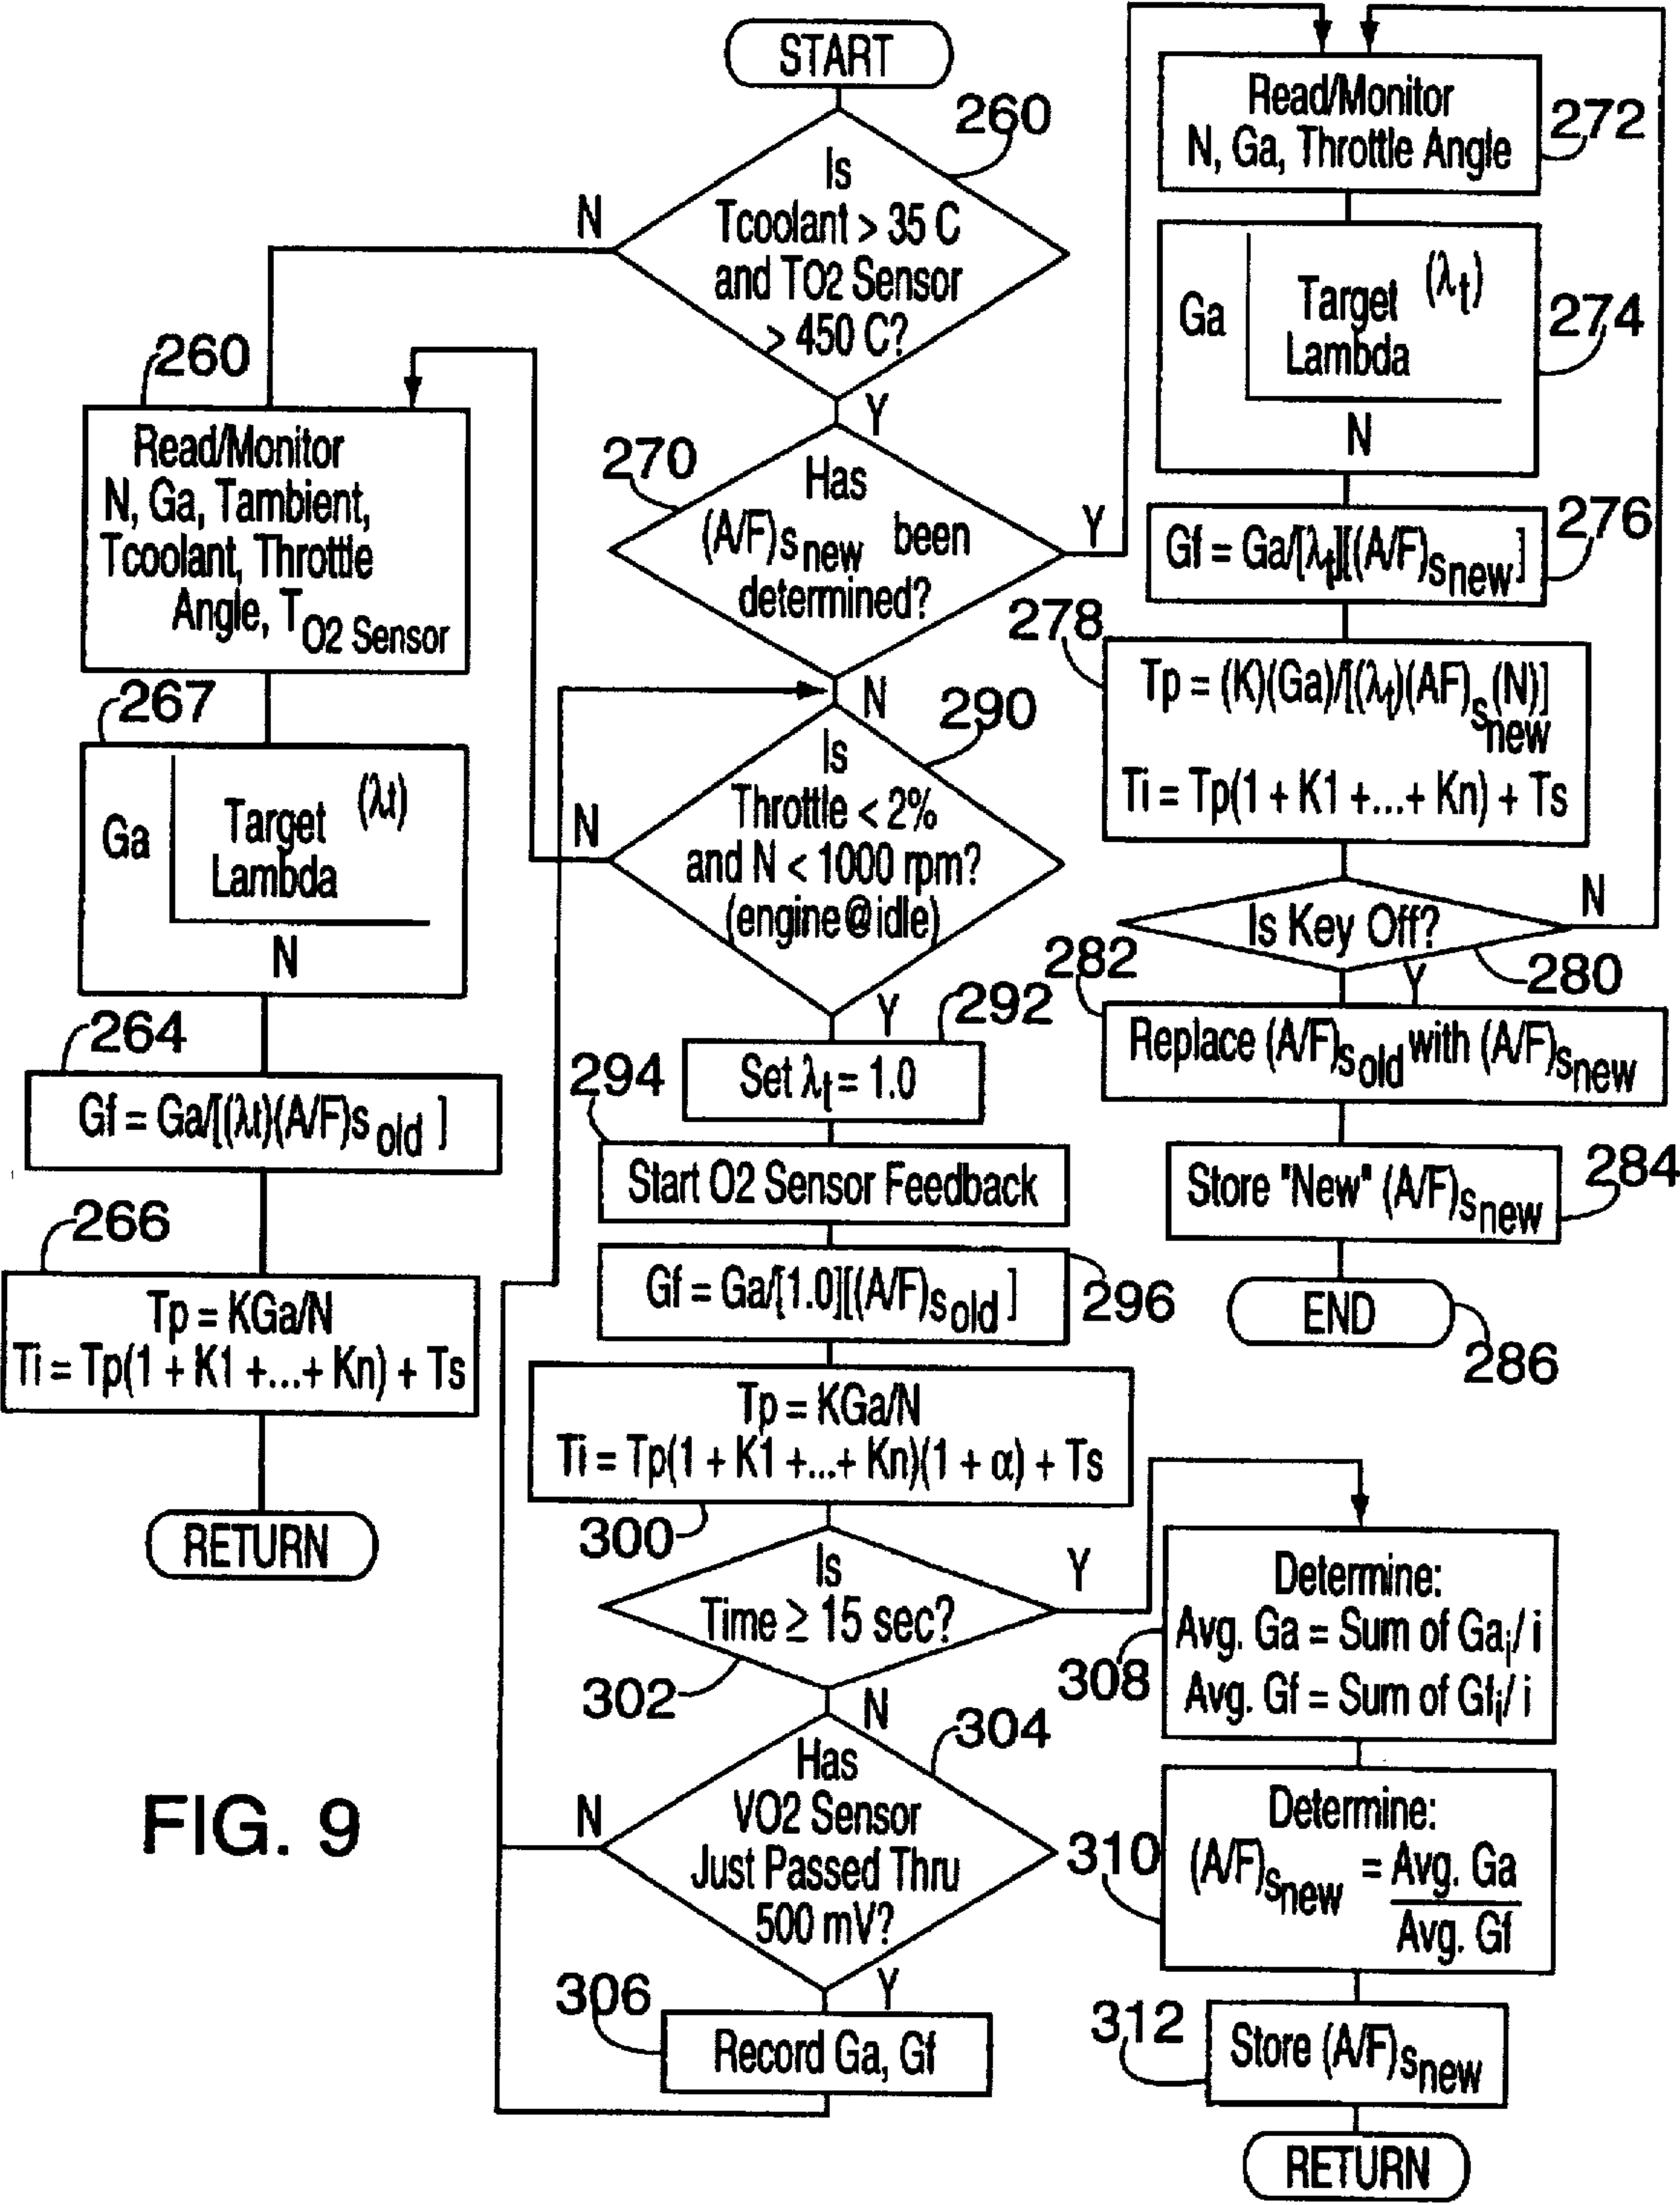 START
260
Is
Tcoolant > 35 C
and TO2 Sensor
> 450 C?
N
Y
260
Read/Monitor
N, Ga, Tambient,
Tcoolant, Throttle
Angle, T O2 Sensor
267
Ga
Target (λt)
Lambda
N
264
Gf = Ga/[(λt)(A/F)s old ]
266
Tp = KGa/N
Ti = Tp(1 + K1 +...+ Kn) + Ts
RETURN
270
Has
(A/F)s new been
determined?
Y
N
290
Is
Throttle < 2%
and N < 1000 rpm?
(engine@idle)
N
Y
292
Set λt = 1.0
294
Start O2 Sensor Feedback
Gf = Ga/[1.0][(A/F)s old ]
296
Tp = KGa/N
Ti = Tp(1 + K1 +...+ Kn)(1 + α) + Ts
300
Is
Time ≥ 15 sec?
Y
302
N
304
Has
VO2 Sensor
Just Passed Thru
500 mV?
N
Y
306
Record Ga, Gf
Read/Monitor
N, Ga, Throttle Angle
272
Ga
Target (λt)
Lambda
N
274
276
Gf = Ga/[λt][(A/F)s new ]
278
Tp = (K)(Ga)/[(λt)(AF)s new (N)]
Ti = Tp(1 + K1 +...+ Kn) + Ts
Is Key Off?
N
280
Y
282
Replace (A/F)s old with (A/F)s new
Store "New" (A/F)s new
284
END
286
308
Determine:
Avg. Ga = Sum of Gai/ i
Avg. Gf = Sum of Gfi/ i
310
Determine:
(A/F)s new = Avg. Ga
Avg. Gf
312
Store (A/F)s new
RETURN
FIG. 9